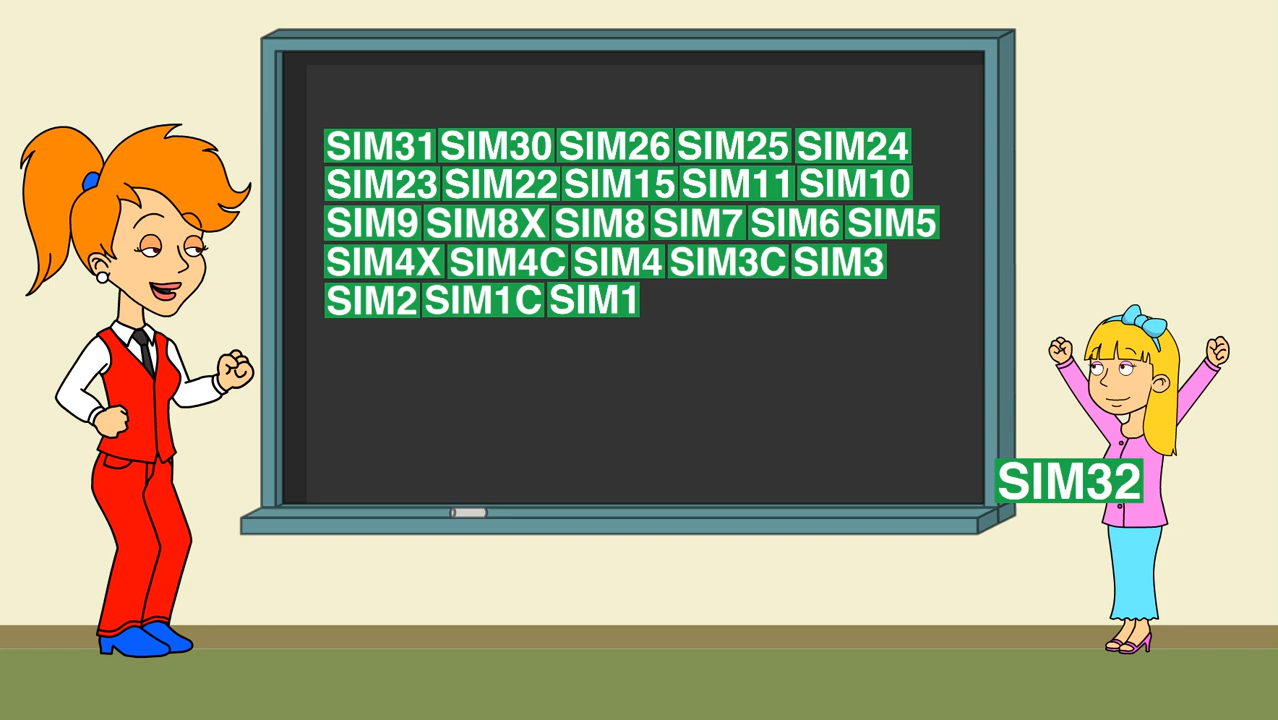 SIM31 SIM30 SIM26 SIM25 SIM24
SIM23 SIM22 SIM15 SIM11 SIM10
SIM9 SIM8X SIM8 SIM7 SIM6 SIM5
SIM4X SIM4C SIM4 SIM3C SIM3
SIM2 SIM1C SIM1
SIM32